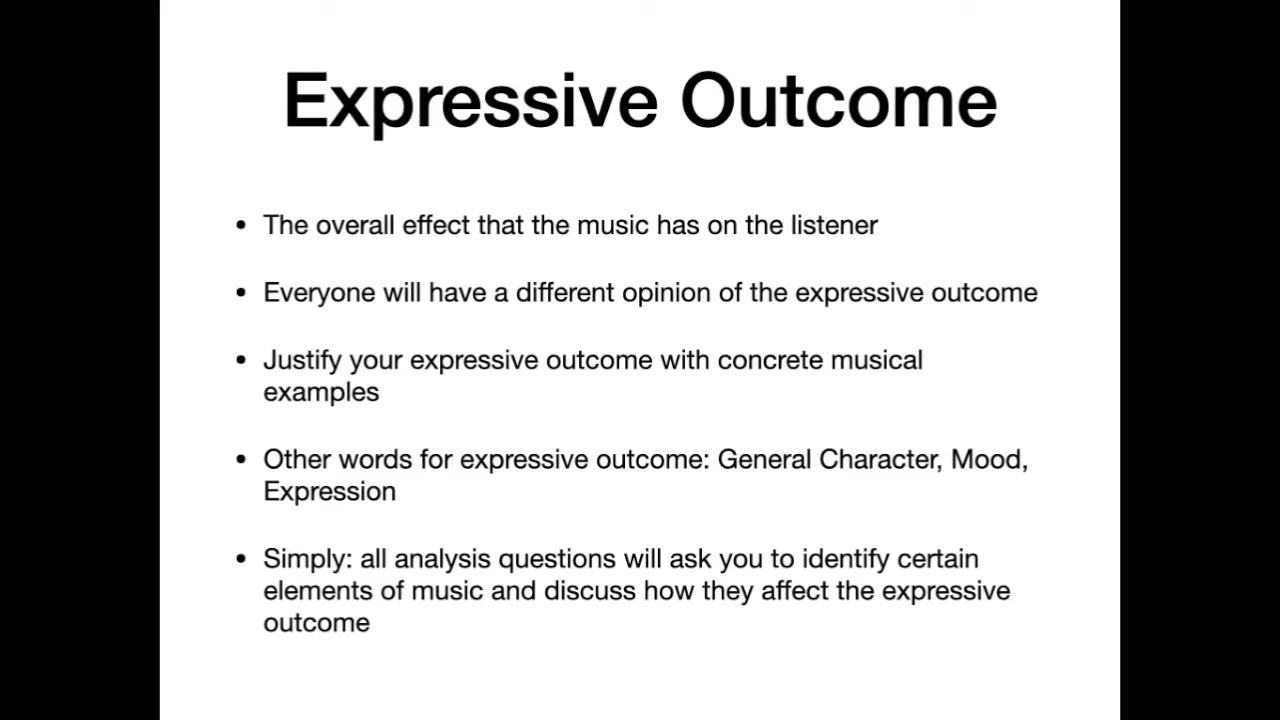 Expressive Outcome
• The overall effect that the music has on the listener
• Everyone will have a different opinion of the expressive outcome
• Justify your expressive outcome with concrete musical
examples
• Other words for expressive outcome: General Character, Mood,
Expression
• Simply: all analysis questions will ask you to identify certain
elements of music and discuss how they affect the expressive
outcome